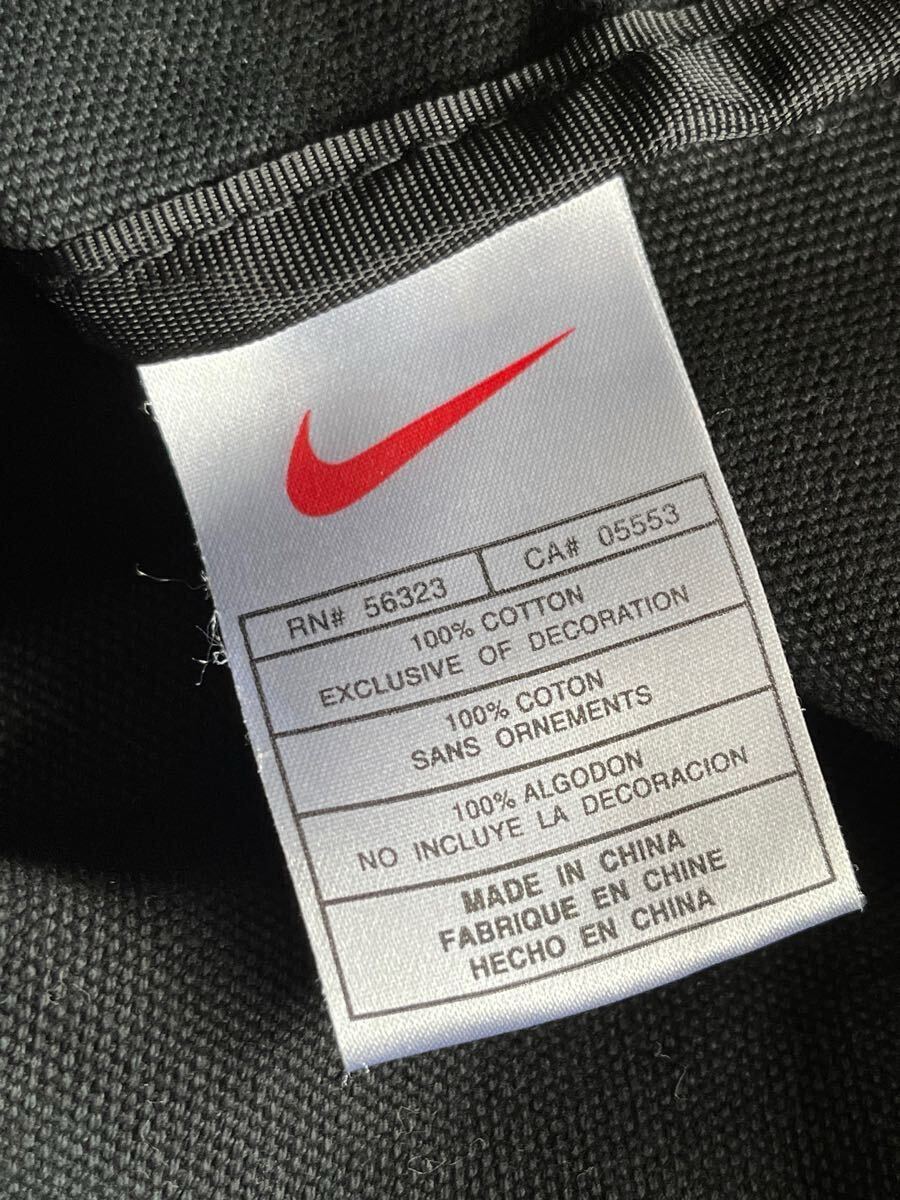 RN# 56323 CA# 05553
100% COTTON
EXCLUSIVE OF DECORATION
100% COTON
SANS ORNEMENTS
100% ALGODON
NO INCLUYE LA DECORACION
MADE IN CHINA
FABRIQUE EN CHINE
HECHO EN CHINA